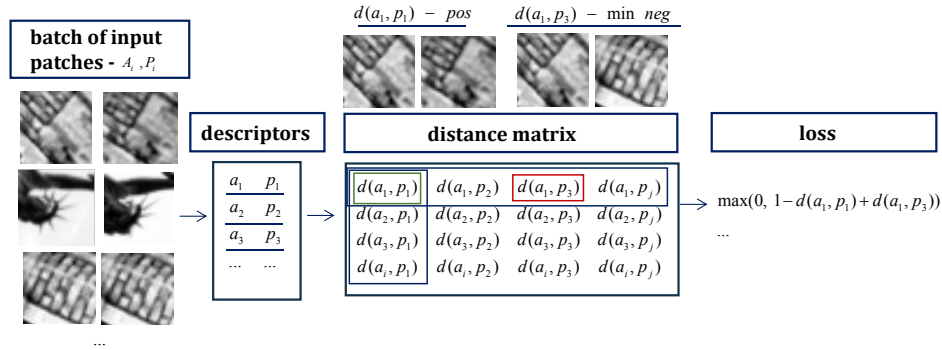 d(a₁, p₁) − pos
d(a₁, p₃) − min neg
batch of input
patches - Aᵢ , Pᵢ
descriptors
distance matrix
loss
a₁ p₁
a₂ p₂
a₃ p₃
... ...
d(a₁, p₁) d(a₁, p₂) d(a₁, p₃) d(a₁, pⱼ)
d(a₂, p₁) d(a₂, p₂) d(a₂, p₃) d(a₂, pⱼ)
d(a₃, p₁) d(a₃, p₂) d(a₃, p₃) d(a₃, pⱼ)
d(aᵢ, p₁) d(aᵢ, p₂) d(aᵢ, p₃) d(aᵢ, pⱼ)
max(0, 1− d(a₁, p₁) + d(a₁, p₃))
...
...